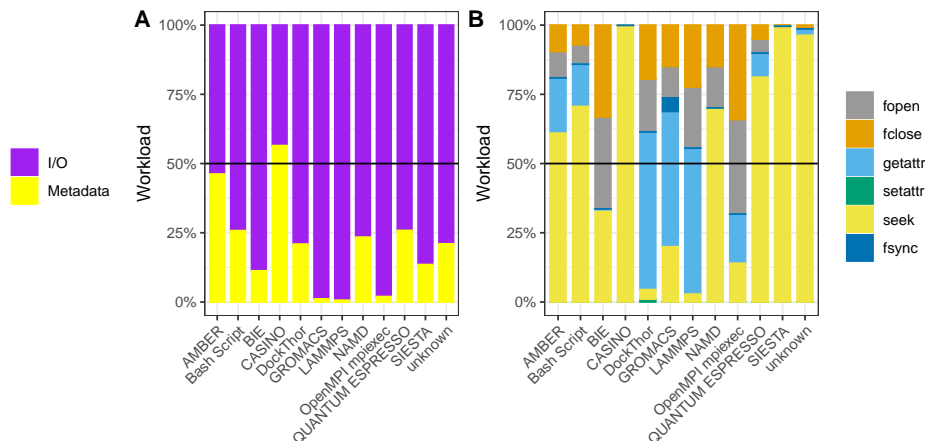 A
B
100%
75%
50%
25%
0%
Workload
AMBER
Bash Script
BIE
CASINO
DockThor
GROMACS
LAMMPS
NAMD
OpenMPI mpiexec
QUANTUM ESPRESSO
SIESTA
unknown
I/O
Metadata
100%
75%
50%
25%
0%
Workload
AMBER
Bash Script
BIE
CASINO
DockThor
GROMACS
LAMMPS
NAMD
OpenMPI mpiexec
QUANTUM ESPRESSO
SIESTA
unknown
fopen
fclose
getattr
setattr
seek
fsync